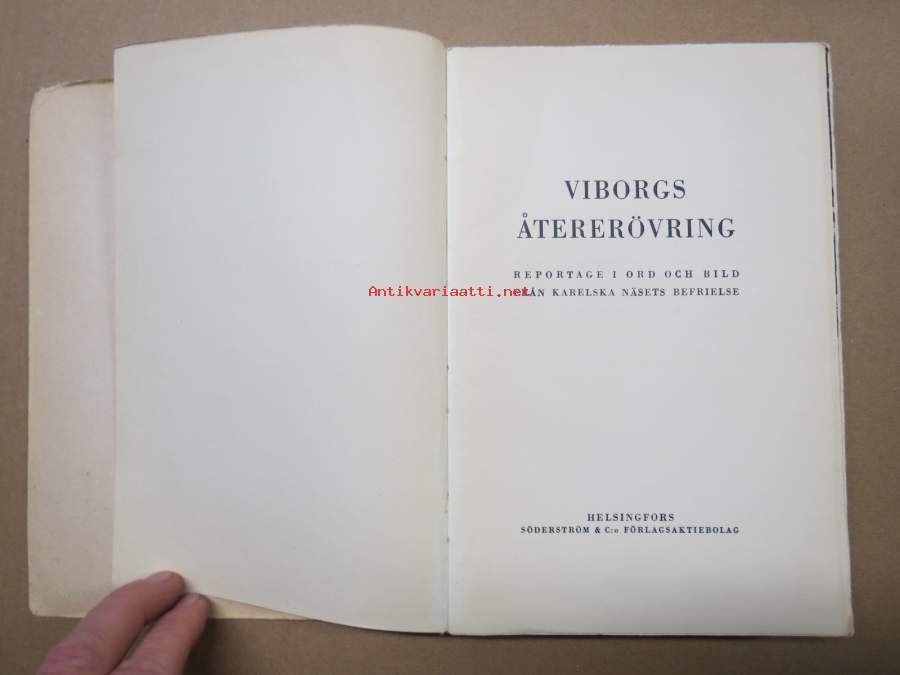 VIBORGS
ÅTERERÖVRING
REPORTAGE I ORD OCH BILD
Antikvariaatti.net
FRÅN KARELSKA NÄSETS BEFRIELSE
HELSINGFORS
SÖDERSTRÖM & C:o FÖRLAGSAKTIEBOLAG